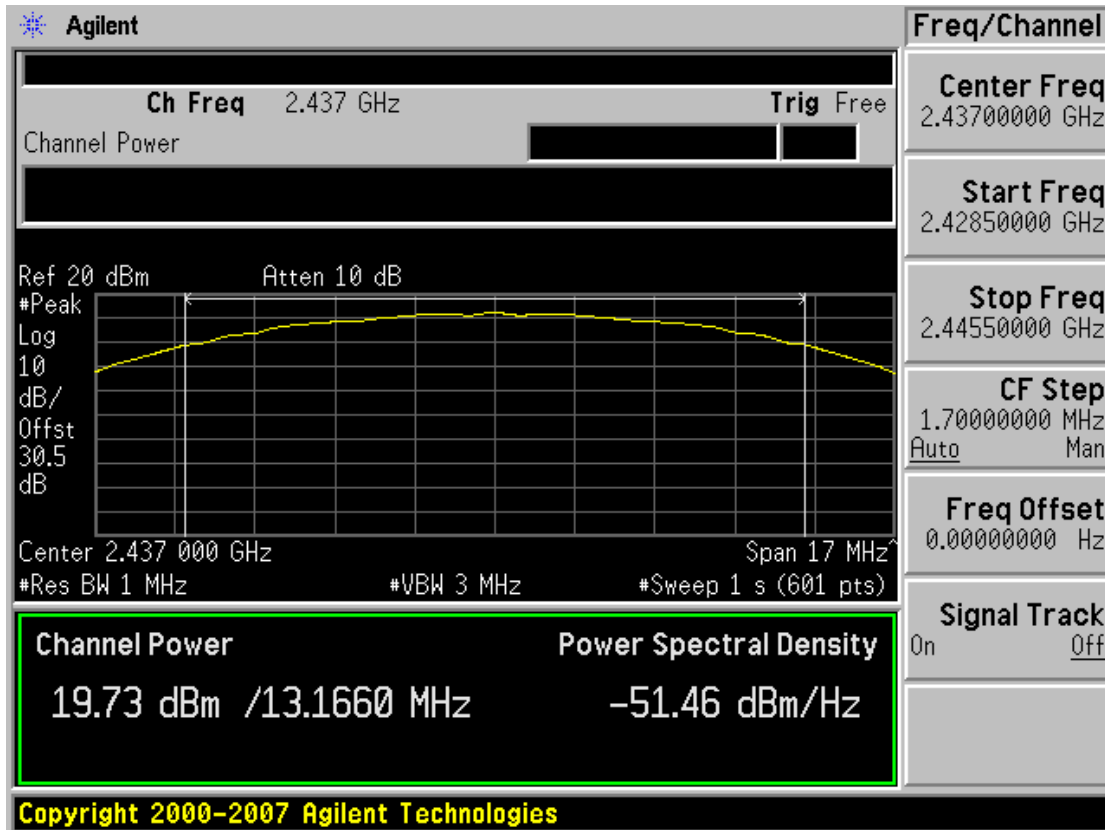 Agilent
Freq/Channel
Ch Freq 2.437 GHz Trig Free
Channel Power
Center Freq
2.43700000 GHz
Start Freq
2.42850000 GHz
Stop Freq
2.44550000 GHz
CF Step
1.70000000 MHz
Auto Man
Freq Offset
0.00000000 Hz
Signal Track
On Off
Ref 20 dBm Atten 10 dB
#Peak
Log
10
dB/
Offst
30.5
dB
Center 2.437 000 GHz Span 17 MHz^
#Res BW 1 MHz #VBW 3 MHz #Sweep 1 s (601 pts)
Channel Power Power Spectral Density
19.73 dBm /13.1660 MHz -51.46 dBm/Hz
Copyright 2000-2007 Agilent Technologies